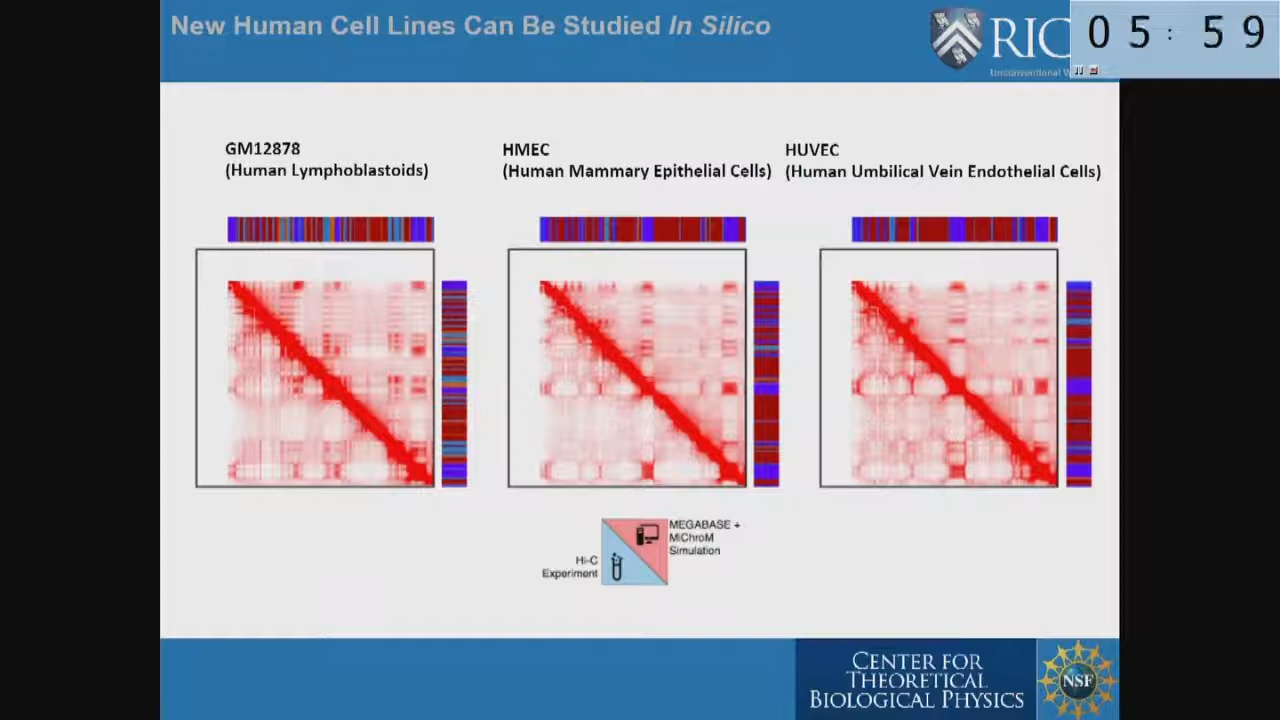 New Human Cell Lines Can Be Studied In Silico
RIC
05:59
GM12878
(Human Lymphoblastoids)
HMEC
(Human Mammary Epithelial Cells)
HUVEC
(Human Umbilical Vein Endothelial Cells)
MEGABASE +
MiChroM
Simulation
Hi-C
Experiment
CENTER FOR
THEORETICAL
BIOLOGICAL PHYSICS
NSF